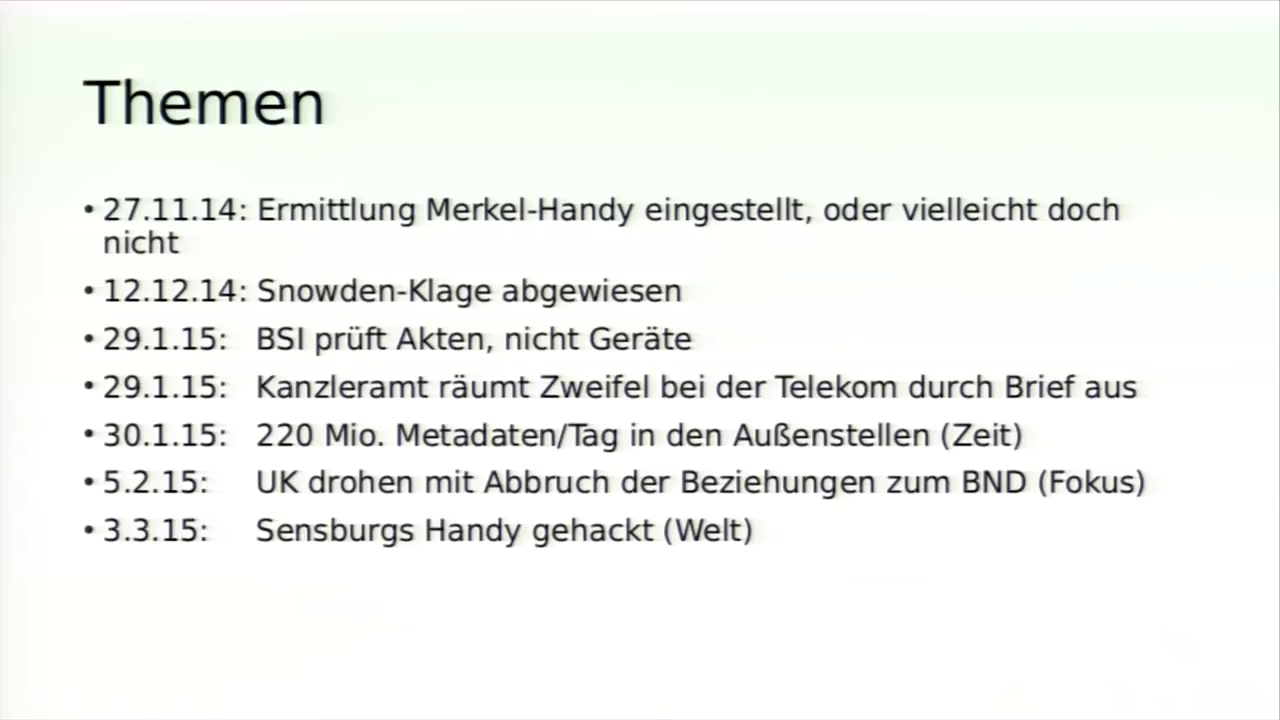 Themen
• 27.11.14: Ermittlung Merkel-Handy eingestellt, oder vielleicht doch
nicht
• 12.12.14: Snowden-Klage abgewiesen
• 29.1.15: BSI prüft Akten, nicht Geräte
• 29.1.15: Kanzleramt räumt Zweifel bei der Telekom durch Brief aus
• 30.1.15: 220 Mio. Metadaten/Tag in den Außenstellen (Zeit)
• 5.2.15: UK drohen mit Abbruch der Beziehungen zum BND (Fokus)
• 3.3.15: Sensburgs Handy gehackt (Welt)